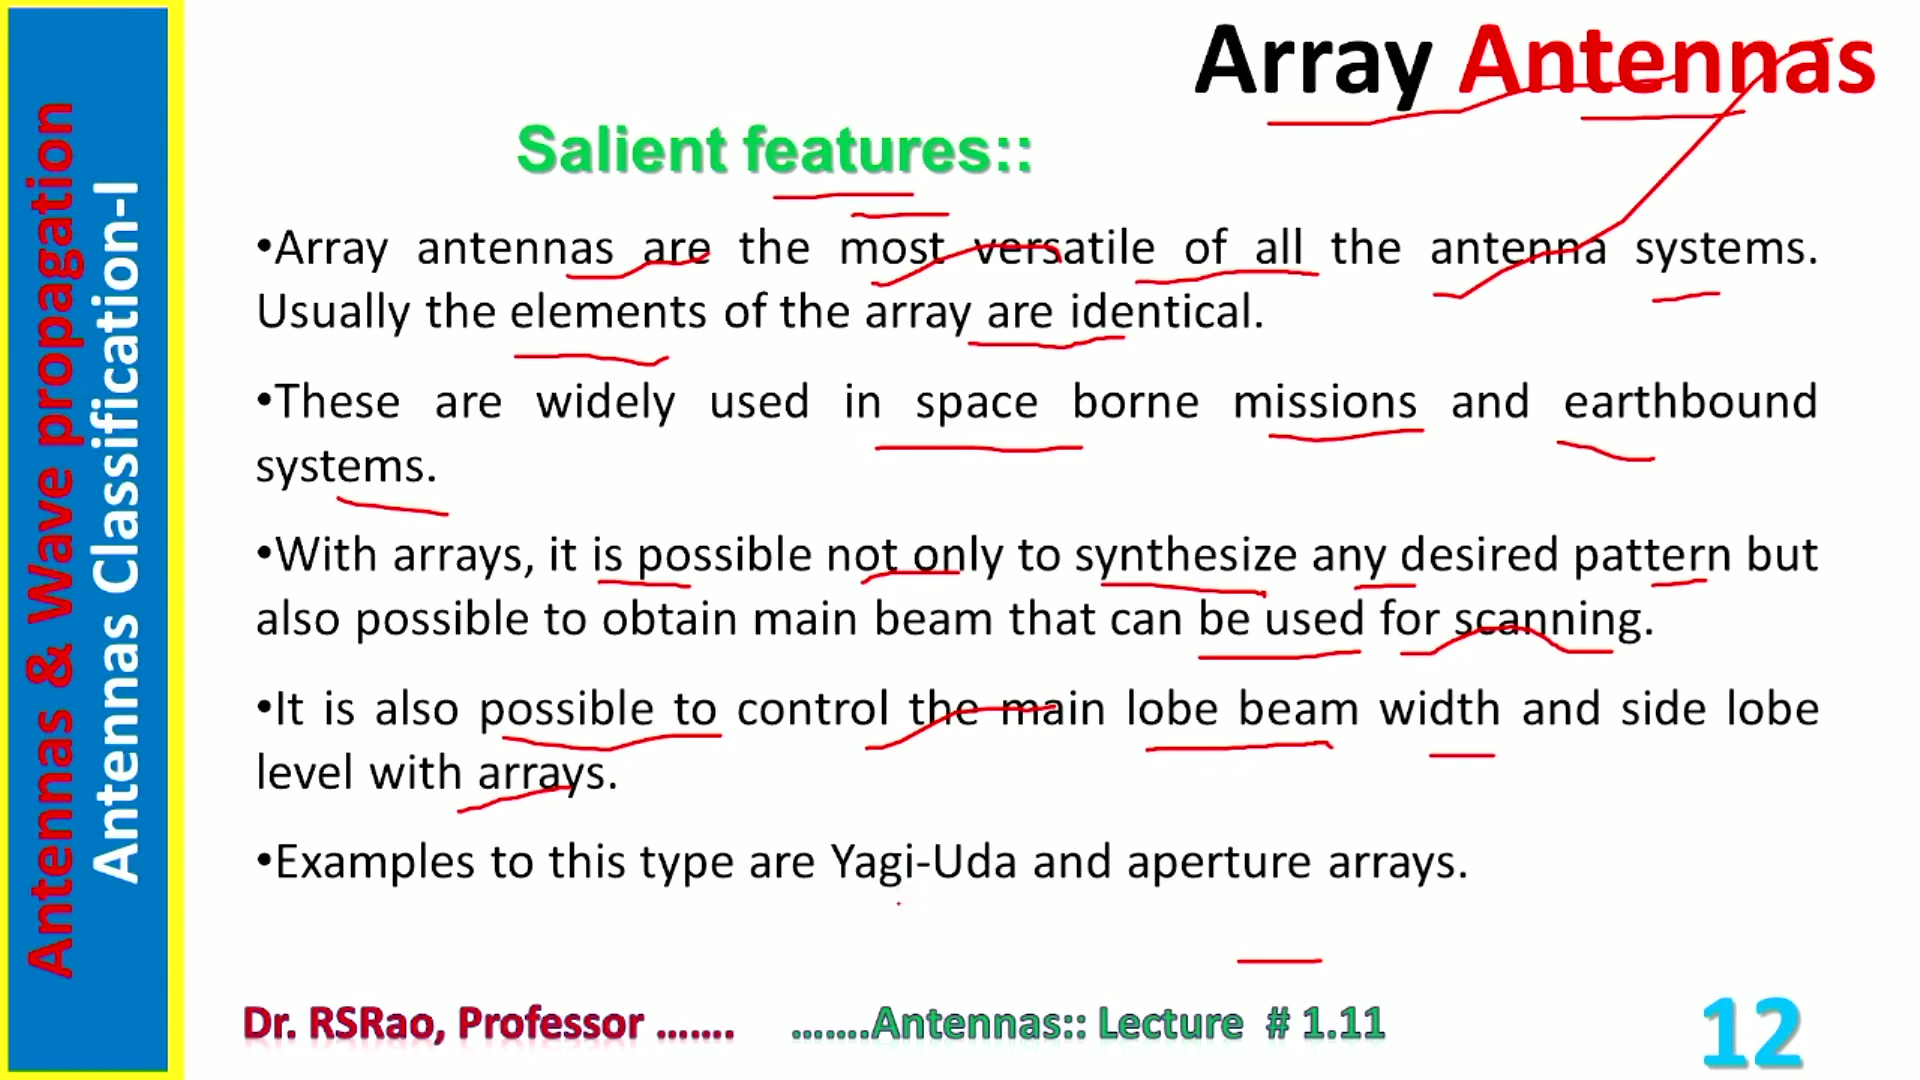 Antennas & Wave propagation
Antennas Classification-I
Array Antennas
Salient features::
•Array antennas are the most versatile of all the antenna systems.
Usually the elements of the array are identical.
•These are widely used in space borne missions and earthbound
systems.
•With arrays, it is possible not only to synthesize any desired pattern but
also possible to obtain main beam that can be used for scanning.
•It is also possible to control the main lobe beam width and side lobe
level with arrays.
•Examples to this type are Yagi-Uda and aperture arrays.
Dr. RSRao, Professor ....... .......Antennas:: Lecture # 1.11
12